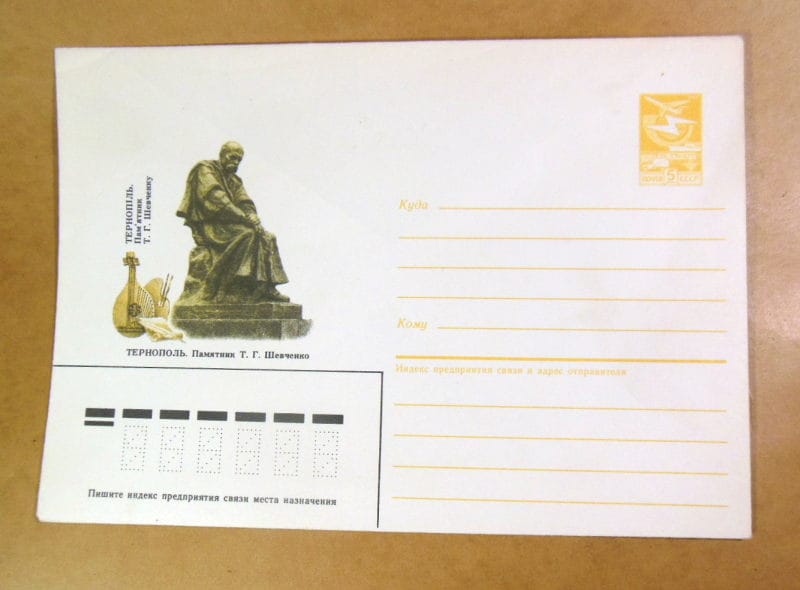 ТЕРНОПІЛЬ.
Пам'ятник
Т. Г. Шевченку
ТЕРНОПОЛЬ. Памятник Т. Г. Шевченко
ПОЧТА 5 СССР
Куда
Кому
Индекс предприятия связи и адрес отправителя
Пишите индекс предприятия связи места назначения